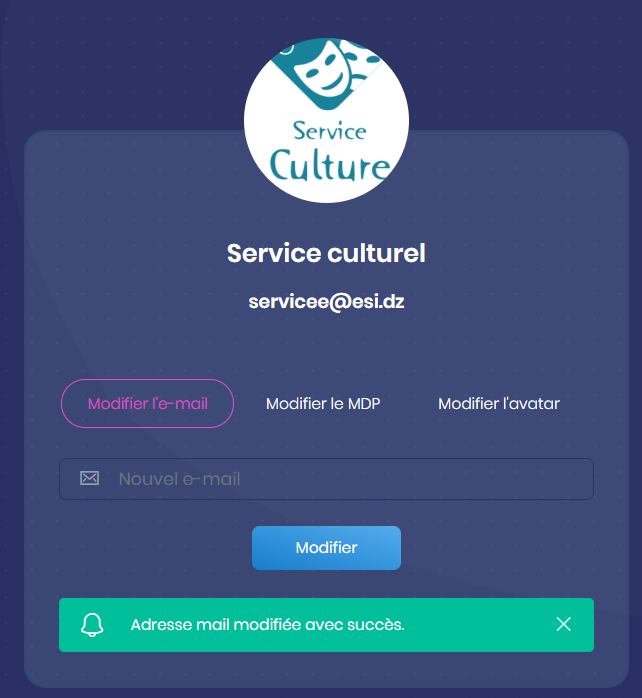 Service
Culture
Service culturel
servicee@esi.dz
Modifier l'e-mail
Modifier le MDP
Modifier l'avatar
Nouvel e-mail
Modifier
Adresse mail modifiée avec succès.